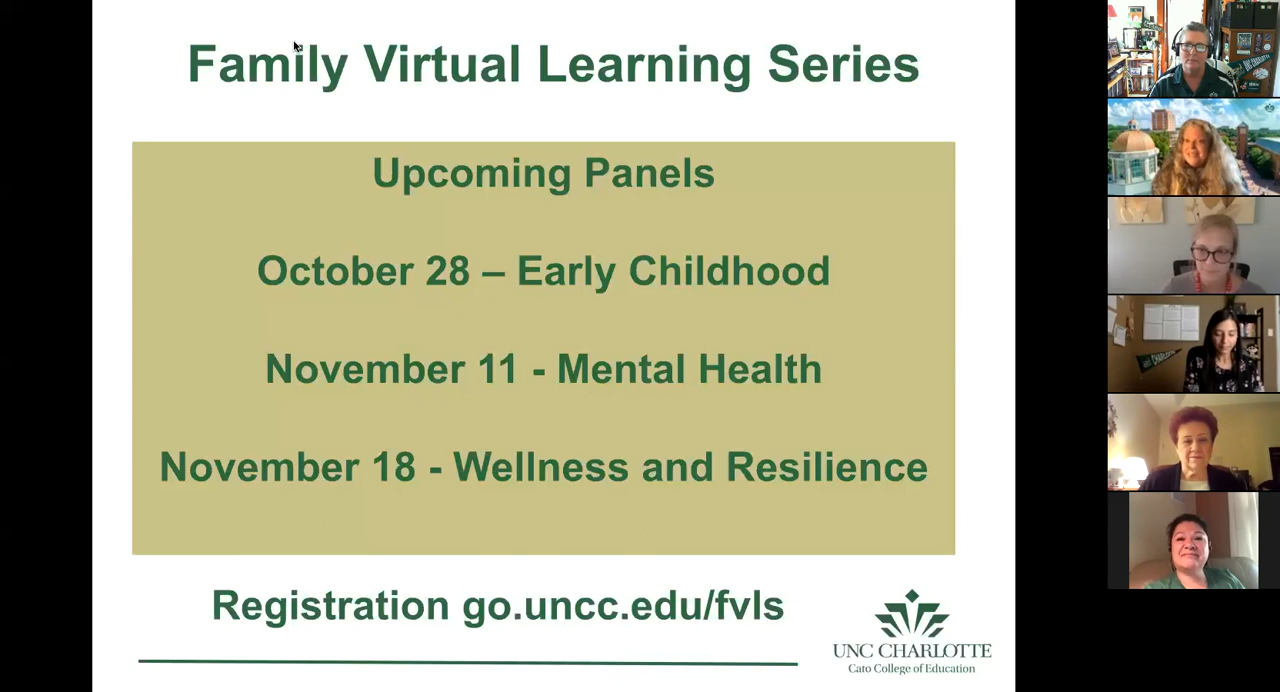 Family Virtual Learning Series
Upcoming Panels
October 28 – Early Childhood
November 11 - Mental Health
November 18 - Wellness and Resilience
Registration go.uncc.edu/fvls
UNC CHARLOTTE
Cato College of Education